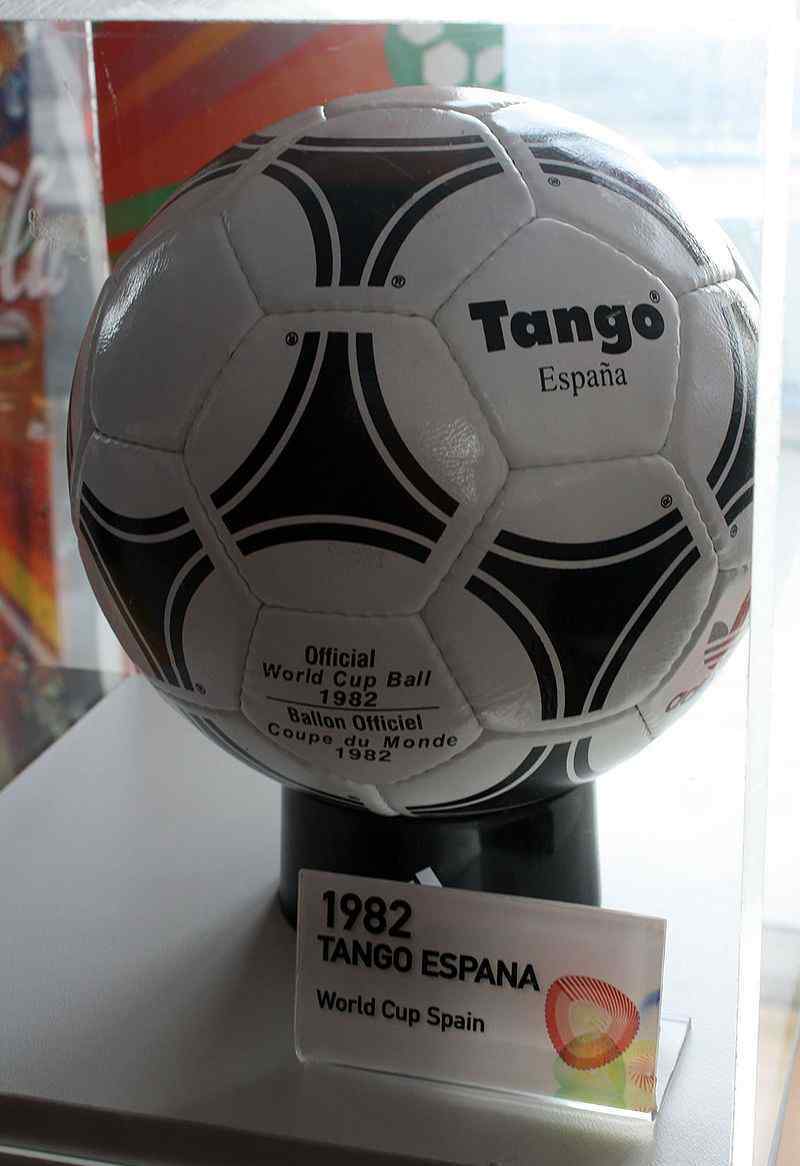 Tango®
España
Official
World Cup Ball
1982
Ballon Officiel
Coupe du Monde
1982
1982
TANGO ESPANA
World Cup Spain